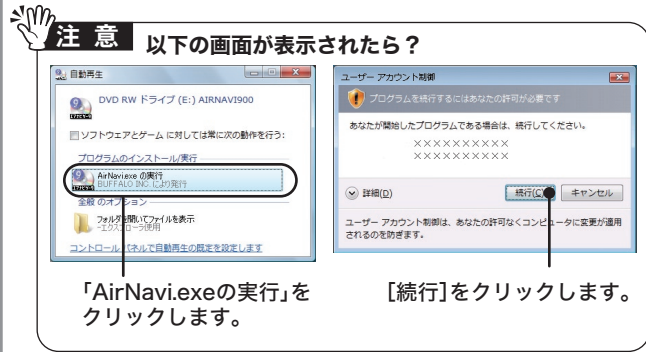 注 意 以下の画面が表示されたら？
自動再生
DVD RW ドライブ (E:) AIRNAVI900
ソフトウェアとゲーム に対しては常に次の動作を行う:
プログラムのインストール/実行
AirNavi.exe の実行
BUFFALO INC. により発行
全般 のオプション
フォルダを開いてファイルを表示
-エクスプローラ使用
コントロール パネルで自動再生の既定を設定します
「AirNavi.exeの実行」を
クリックします。
ユーザー アカウント制御
プログラムを続行するにはあなたの許可が必要です
あなたが開始したプログラムである場合は、続行してください。
××××××××××
××××××××××
詳細(D)
続行(C)
キャンセル
ユーザー アカウント制御は、あなたの許可なくコンピュータに変更が適用
されるのを防ぎます。
[続行]をクリックします。